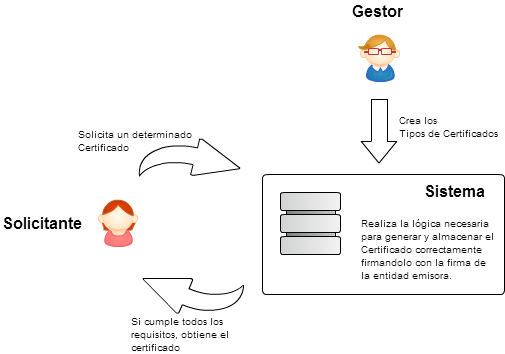 Gestor
Crea los
Tipos de Certificados
Solicita un determinado
Certificado
Solicitante
Sistema
Realiza la lógica necesaria
para generar y almacenar el
Certificado correctamente
firmandolo con la firma de
la entidad emisora.
Si cumple todos los
requisitos, obtiene el
certificado